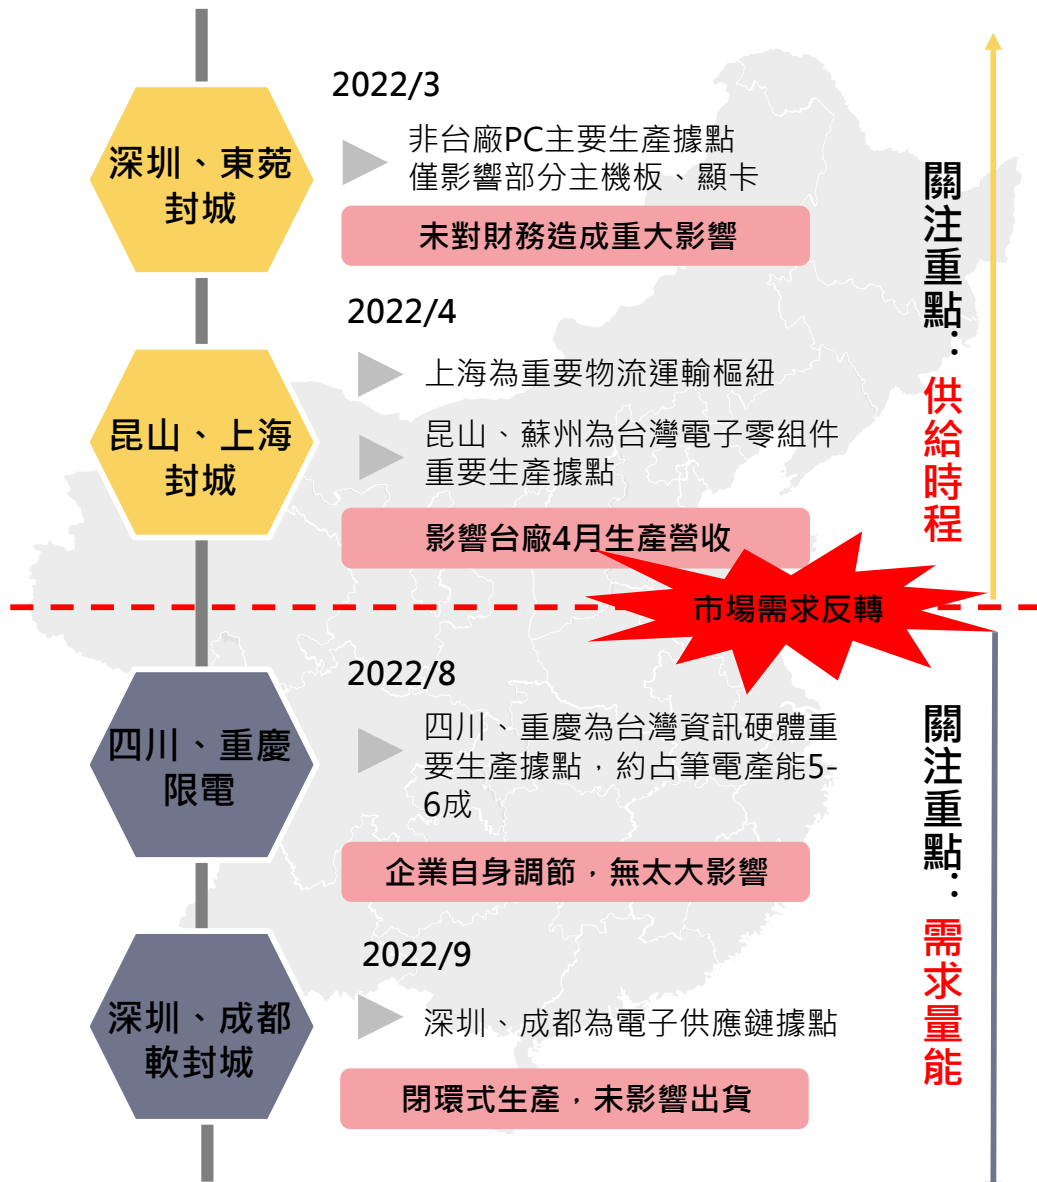 2022/3
深圳、東菀
封城
非台廠PC主要生產據點
僅影響部分主機板、顯卡
未對財務造成重大影響
2022/4
昆山、上海
封城
上海為重要物流運輸樞紐
昆山、蘇州為台灣電子零組件
重要生產據點
影響台廠4月生產營收
關注重點：供給時程
市場需求反轉
2022/8
四川、重慶
限電
四川、重慶為台灣資訊硬體重
要生產據點，約占筆電產能5-
6成
企業自身調節，無太大影響
2022/9
深圳、成都
軟封城
深圳、成都為電子供應鏈據點
閉環式生產，未影響出貨
關注重點：需求量能